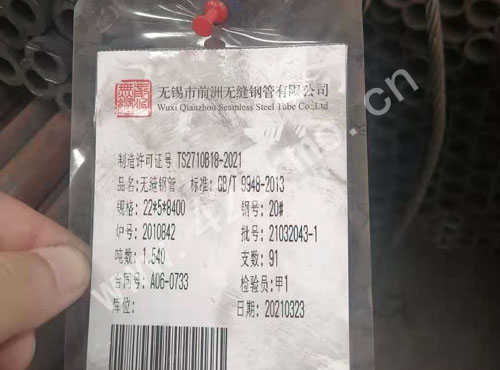 无锡市前洲无缝钢管有限公司
Wuxi Qianzhou Seamless Steel Tube Co.,Ltd
制造许可证号 TS2710B18-2021
品名:无缝钢管 标准: GB/T 9948-2013
规格: 22*5*8400 钢号: 20#
炉号: 2010842 批号: 21032043-1
吨数: 1.540 支数: 91
合同号: A06-0733 检验员:甲1
库位: 日期: 20210323